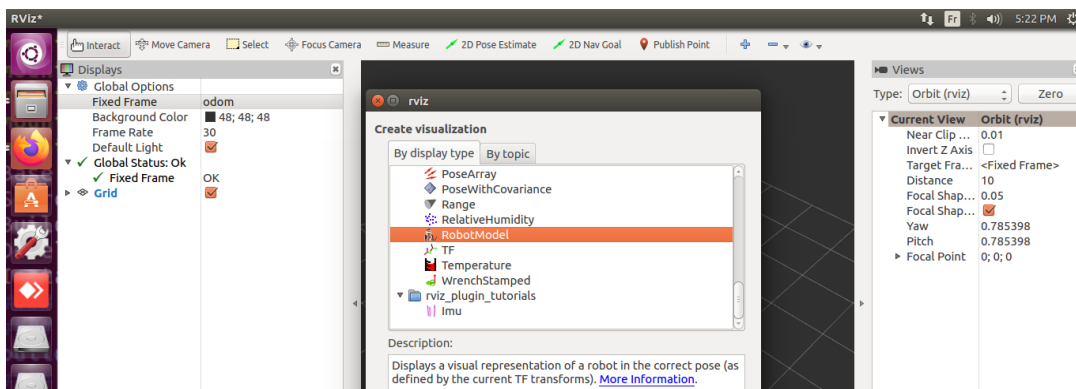 RViz*
Fr
5:22 PM
Interact
Move Camera
Select
Focus Camera
Measure
2D Pose Estimate
2D Nav Goal
Publish Point
Displays
Global Options
Fixed Frame odom
Background Color 48; 48; 48
Frame Rate 30
Default Light
Global Status: Ok
Fixed Frame OK
Grid
rviz
Create visualization
By display type By topic
PoseArray
PoseWithCovariance
Range
RelativeHumidity
RobotModel
TF
Temperature
WrenchStamped
rviz_plugin_tutorials
Imu
Description:
Displays a visual representation of a robot in the correct pose (as
defined by the current TF transforms). More Information.
Views
Type: Orbit (rviz) Zero
Current View Orbit (rviz)
Near Clip ... 0.01
Invert Z Axis
Target Fra... <Fixed Frame>
Distance 10
Focal Shap... 0.05
Focal Shap...
Yaw 0.785398
Pitch 0.785398
Focal Point 0; 0; 0